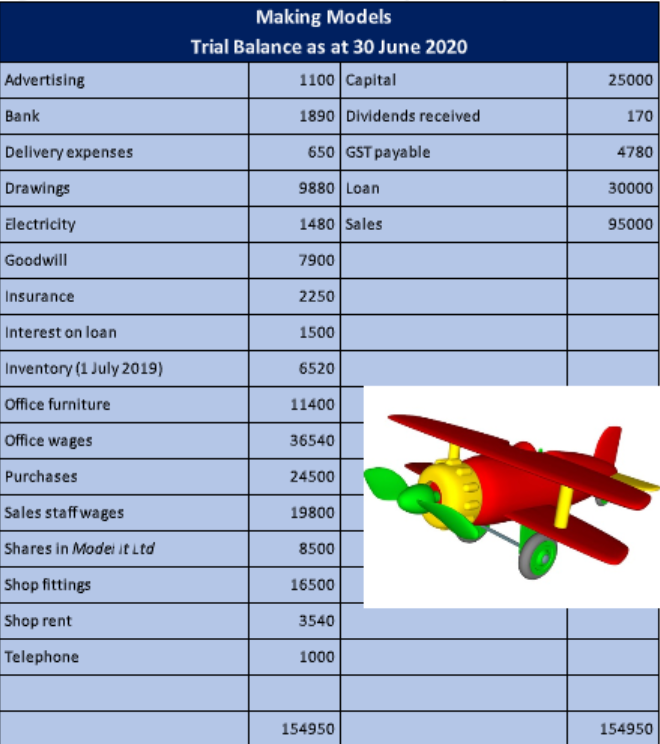 Making Models
Trial Balance as at 30 June 2020
Advertising 1100 Capital 25000
Bank 1890 Dividends received 170
Delivery expenses 650 GST payable 4780
Drawings 9880 Loan 30000
Electricity 1480 Sales 95000
Goodwill 7900
Insurance 2250
Interest on loan 1500
Inventory (1 July 2019) 6520
Office furniture 11400
Office wages 36540
Purchases 24500
Sales staff wages 19800
Shares in Model it Ltd 8500
Shop fittings 16500
Shop rent 3540
Telephone 1000
154950 154950